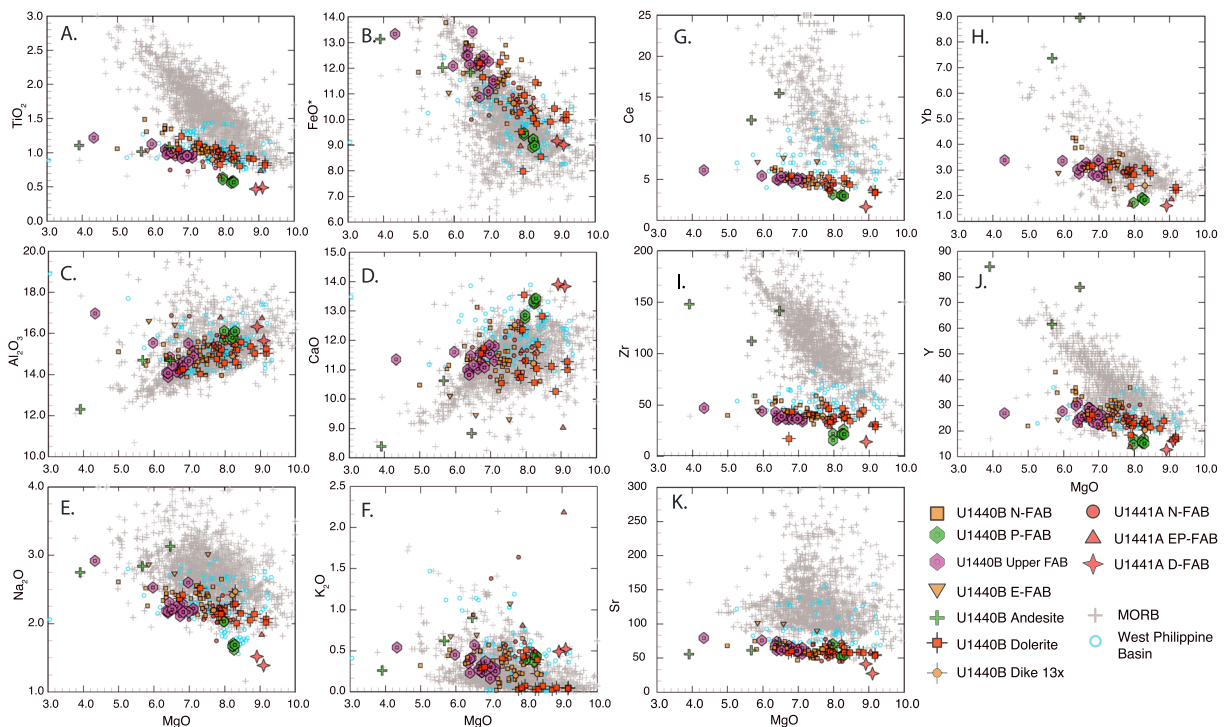 A.
TiO2
3.0
2.5
2.0
1.5
1.0
0.5
0.0
3.0 4.0 5.0 6.0 7.0 8.0 9.0 10.0
B.
FeO*
14.0
13.0
12.0
11.0
10.0
9.0
8.0
7.0
6.0
3.0 4.0 5.0 6.0 7.0 8.0 9.0 10.0
G.
Ce
25
20
15
10
5
0
3.0 4.0 5.0 6.0 7.0 8.0 9.0 10.0
H.
Yb
9.0
8.0
7.0
6.0
5.0
4.0
3.0
2.0
1.0
3.0 4.0 5.0 6.0 7.0 8.0 9.0 10.0
C.
Al2O3
20.0
18.0
16.0
14.0
12.0
10.0
3.0 4.0 5.0 6.0 7.0 8.0 9.0 10.0
D.
CaO
15.0
14.0
13.0
12.0
11.0
10.0
9.0
8.0
3.0 4.0 5.0 6.0 7.0 8.0 9.0 10.0
I.
Zr
200
150
100
50
0
3.0 4.0 5.0 6.0 7.0 8.0 9.0 10.0
J.
Y
90
80
70
60
50
40
30
20
10
3.0 4.0 5.0 6.0 7.0 8.0 9.0 10.0
MgO
E.
Na2O
4.0
3.0
2.0
1.0
3.0 4.0 5.0 6.0 7.0 8.0 9.0 10.0
MgO
F.
K2O
2.5
2.0
1.5
1.0
0.5
0.0
3.0 4.0 5.0 6.0 7.0 8.0 9.0 10.0
MgO
K.
Sr
300
250
200
150
100
50
0
3.0 4.0 5.0 6.0 7.0 8.0 9.0 10.0
MgO
U1440B N-FAB
U1440B P-FAB
U1440B Upper FAB
U1440B E-FAB
U1440B Andesite
U1440B Dolerite
U1440B Dike 13x
U1441A N-FAB
U1441A EP-FAB
U1441A D-FAB
MORB
West Philippine
Basin